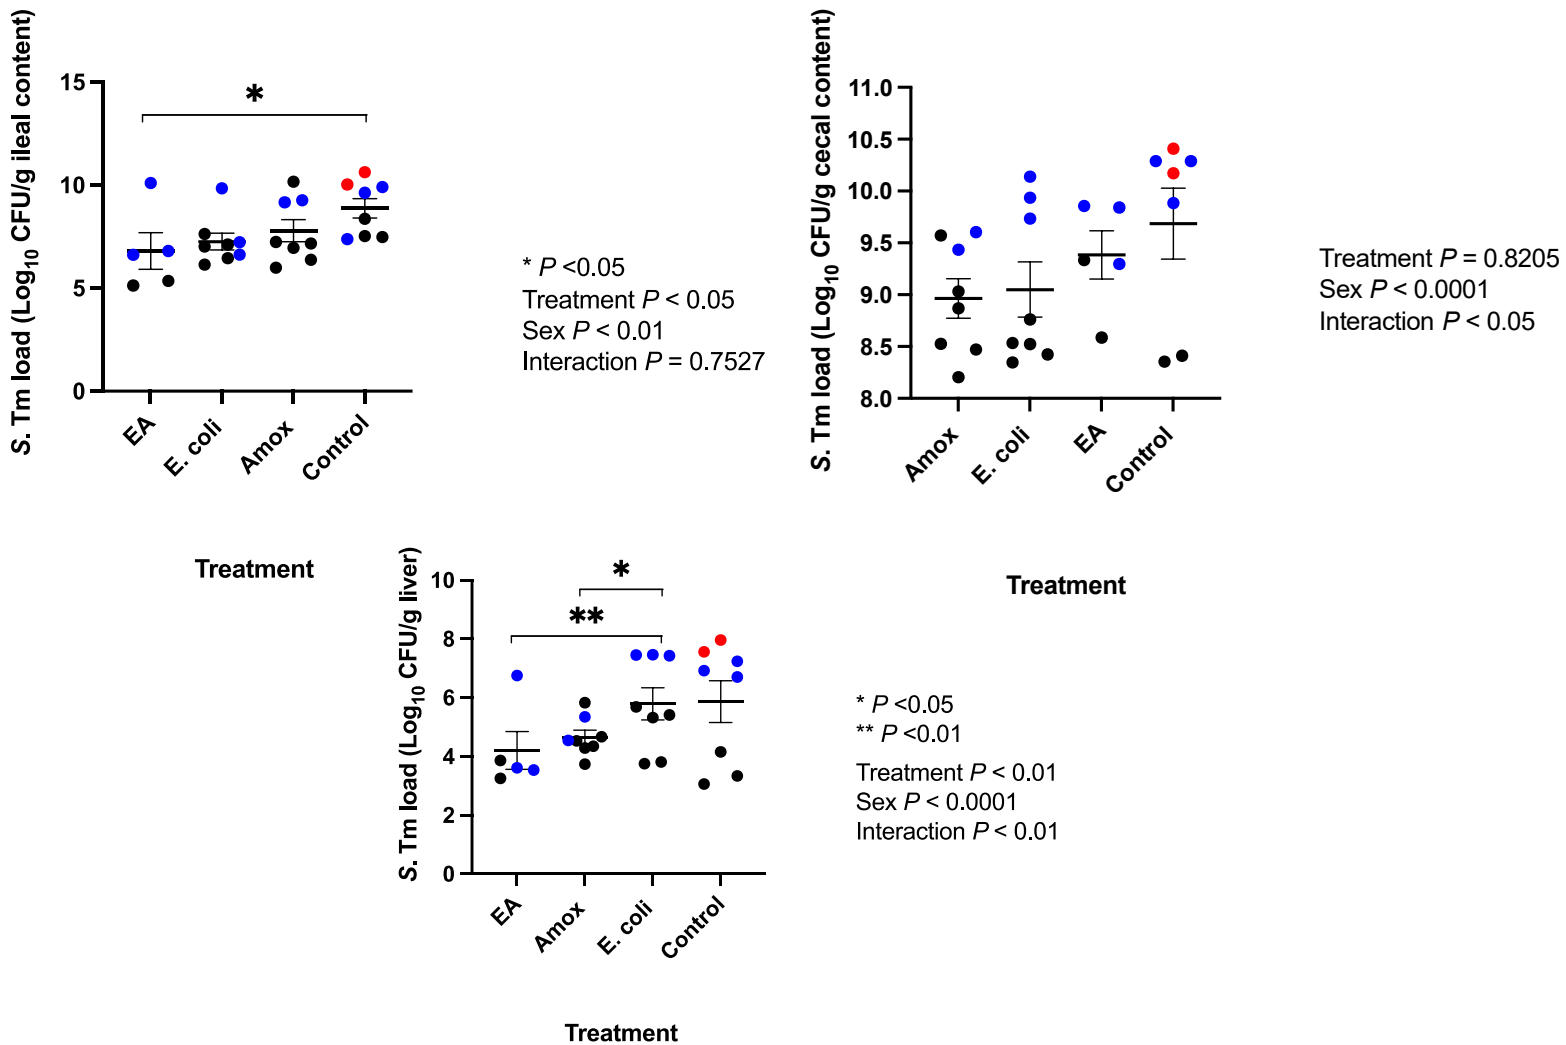 S. Tm load (Log₁₀ CFU/g ileal content)
15
10
5
0
*
EA
E. coli
Amox
Control
Treatment
* P <0.05
Treatment P < 0.05
Sex P < 0.01
Interaction P = 0.7527
S. Tm load (Log₁₀ CFU/g cecal content)
11.0
10.5
10.0
9.5
9.0
8.5
8.0
Amox
E. coli
EA
Control
Treatment
Treatment P = 0.8205
Sex P < 0.0001
Interaction P < 0.05
S. Tm load (Log₁₀ CFU/g liver)
10
8
6
4
2
0
*
**
EA
Amox
E. coli
Control
Treatment
* P <0.05
** P <0.01
Treatment P < 0.01
Sex P < 0.0001
Interaction P < 0.01